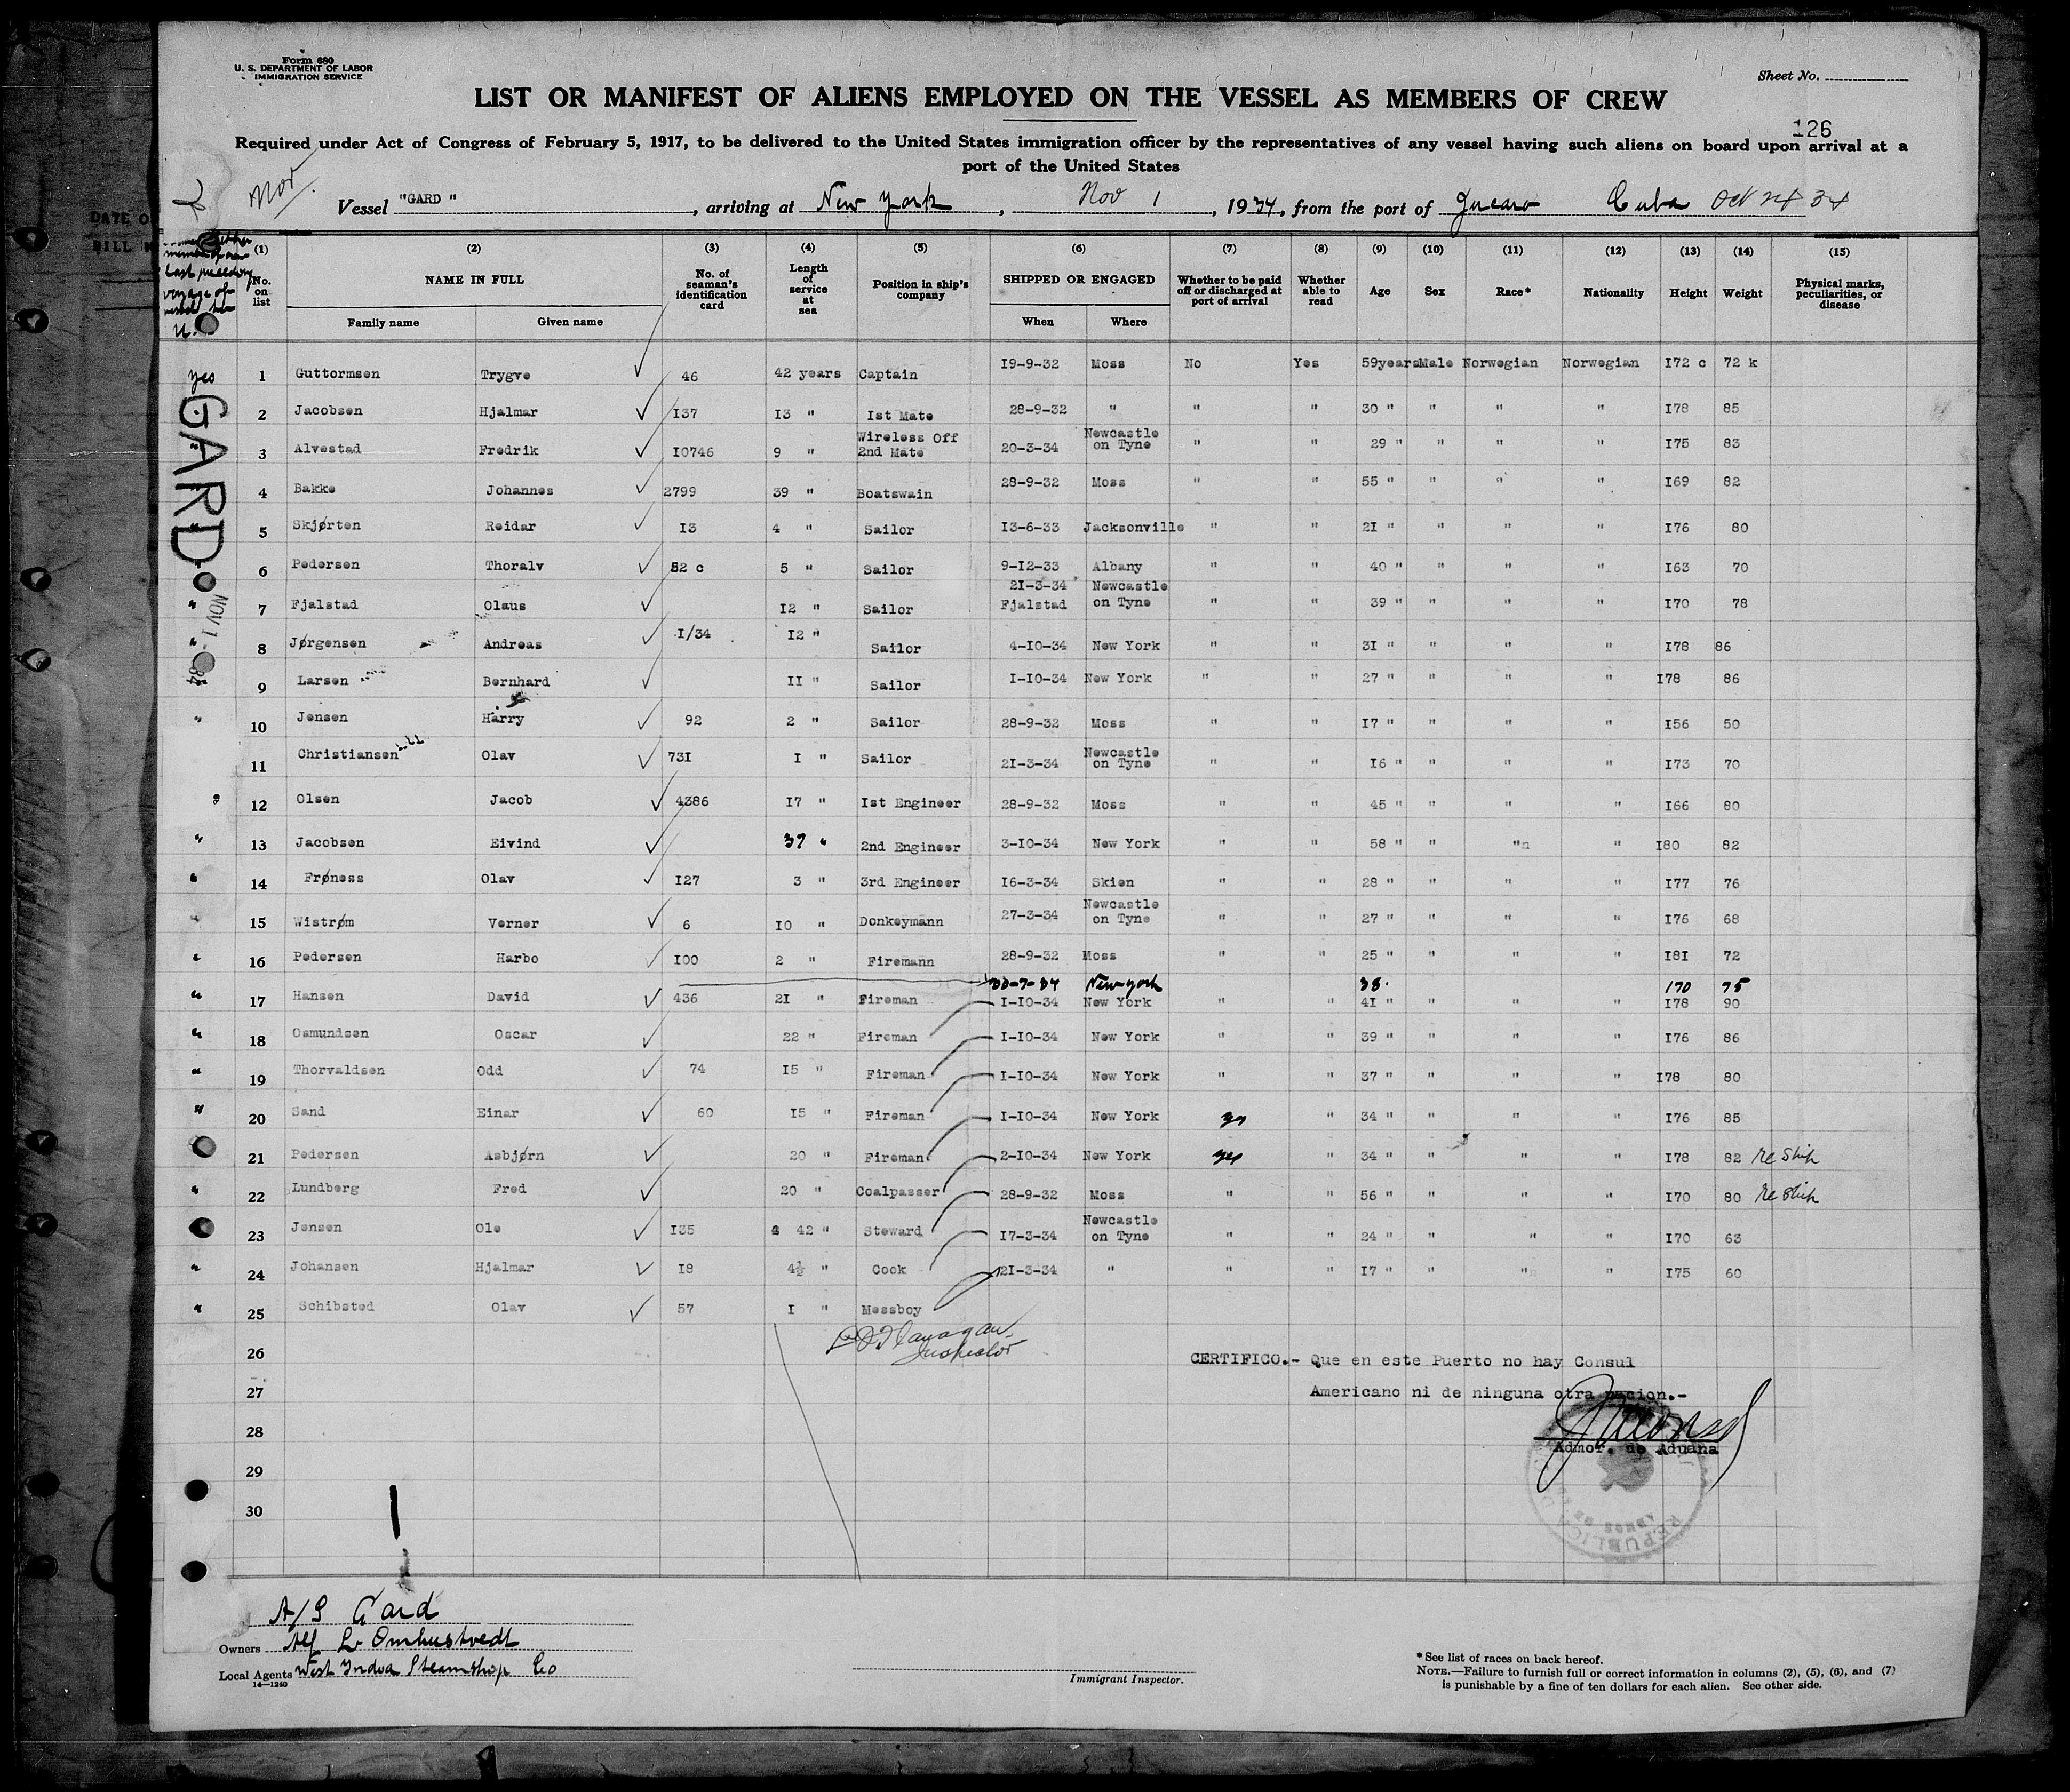 Form 680
U. S. DEPARTMENT OF LABOR
IMMIGRATION SERVICE
Sheet No.
LIST OR MANIFEST OF ALIENS EMPLOYED ON THE VESSEL AS MEMBERS OF CREW
126
Required under Act of Congress of February 5, 1917, to be delivered to the United States immigration officer by the representatives of any vessel having such aliens on board upon arrival at a
port of the United States
Nor.
Vessel "GARD", arriving at New York, Nov 1, 1934, from the port of Jucaro Cuba Oct 24 34
(1) (2) (3) (4) (5) (6) (7) (8) (9) (10) (11) (12) (13) (14) (15)
No. on list NAME IN FULL No. of seaman's identification card Length of service at sea Position in ship's company SHIPPED OR ENGAGED Whether to be paid off or discharged at port of arrival Whether able to read Age Sex Race* Nationality Height Weight Physical marks, peculiarities, or disease
Family name Given name When Where
yes 1 Guttormsen Trygve 46 42 years Captain 19-9-32 Moss No Yes 59years Male Norwegian Norwegian 172 c 72 k
2 Jacobsen Hjalmar 137 13 " 1st Mate 28-9-32 " " " 30 " " " " 178 85
3 Alvestad Fredrik 10746 9 " Wireless Off 2nd Mate 20-3-34 Newcastle on Tyne " " 29 " " " " 175 83
4 Bakke Johannes 2799 39 " Boatswain 28-9-32 Moss " " 55 " " " " 169 82
5 Skjørten Reidar 13 4 " Sailor 13-6-33 Jacksonville " " 21 " " " " 176 80
6 Pedersen Thoralv 52 c 5 " Sailor 9-12-33 Albany " " 40 " " " " 163 70
" 7 Fjalstad Olaus 12 " Sailor 21-3-34 Fjalstad Newcastle on Tyne " " 39 " " " " 170 78
" 8 Jørgensen Andreas 1/34 12 " Sailor 4-10-34 New York " " 31 " " " " 178 86
" 9 Larsen Bernhard 11 " Sailor 1-10-34 New York " " 27 " " " " 178 86
" 10 Jensen Harry 92 2 " Sailor 28-9-32 Moss " " 17 " " " " 156 50
11 Christiansen Olav 731 1 " Sailor 21-3-34 Newcastle on Tyne " " 16 " " " " 173 70
" 12 Olsen Jacob 4386 17 " 1st Engineer 28-9-32 Moss " " 45 " " " " 166 80
" 13 Jacobsen Eivind 37 " 2nd Engineer 3-10-34 New York " " 58 " " "n " 180 82
" 14 Frøness Olav 127 3 " 3rd Engineer 16-3-34 Skien " " 28 " " " " 177 76
" 15 Wistrøm Verner 6 10 " Donkeymann 27-3-34 Newcastle on Tyne " " 27 " " " " 176 68
" 16 Pedersen Harbo 100 2 " Firemann 28-9-32 Moss " " 25 " " " " 181 72
New-york 38. 170 75
" 17 Hansen David 436 21 " Fireman 1-10-34 New York " " 41 " " " " 178 90
" 18 Osmundsen Oscar 22 " Fireman 1-10-34 New York " " 39 " " " " 176 86
" 19 Thorvaldsen Odd 74 15 " Fireman 1-10-34 New York " " 37 " " " " 178 80
" 20 Sand Einar 60 15 " Fireman 1-10-34 New York yes " 34 " " " " 176 85
21 Pedersen Asbjørn 20 " Fireman 2-10-34 New York yes " 34 " " " " 178 82 re Ship
" 22 Lundberg Fred 20 " Coalpasser 28-9-32 Moss " " 56 " " " " 170 80 re Ship
23 Jensen Ole 135 42 " Steward 17-3-34 Newcastle on Tyne " " 24 " " " " 170 63
" 24 Johansen Hjalmar 18 4½ " Cook 21-3-34 " " " 17 " " " " 175 60
" 25 Schibsted Olav 57 1 " Messboy
26
27
28
29
30
GARD
NOV 1 - 34
Flanagan
Inspector
CERTIFICO.- Que en este Puerto no hay Consul
Americano ni de ninguna otra nacion.-
Admor. de Aduana
REPUBLICA
A/S Gard
Owners Alf L. Omhustvedt
Local Agents West India Steamship Co
14—1240
Immigrant Inspector.
* See list of races on back hereof.
NOTE.—Failure to furnish full or correct information in columns (2), (5), (6), and (7)
is punishable by a fine of ten dollars for each alien. See other side.